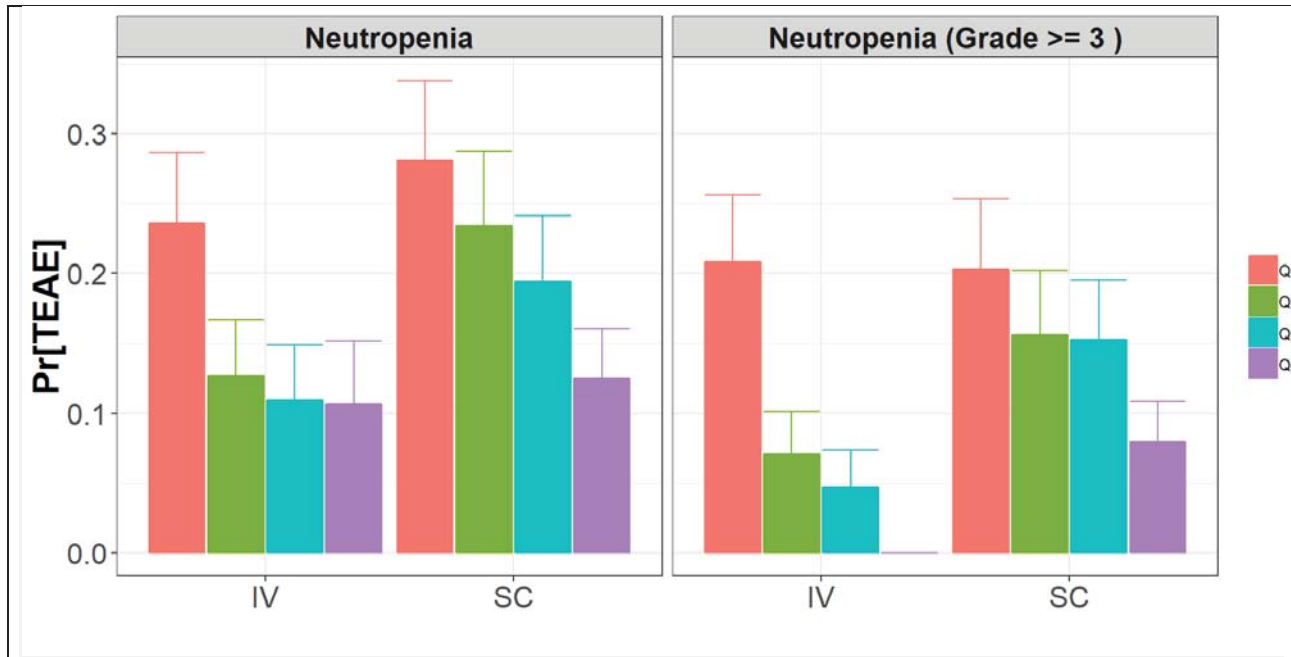 Neutropenia
Neutropenia (Grade >= 3 )
Pr[TEAE]
0.3
0.2
0.1
0.0
IV
SC
IV
SC
Q
Q
Q
Q